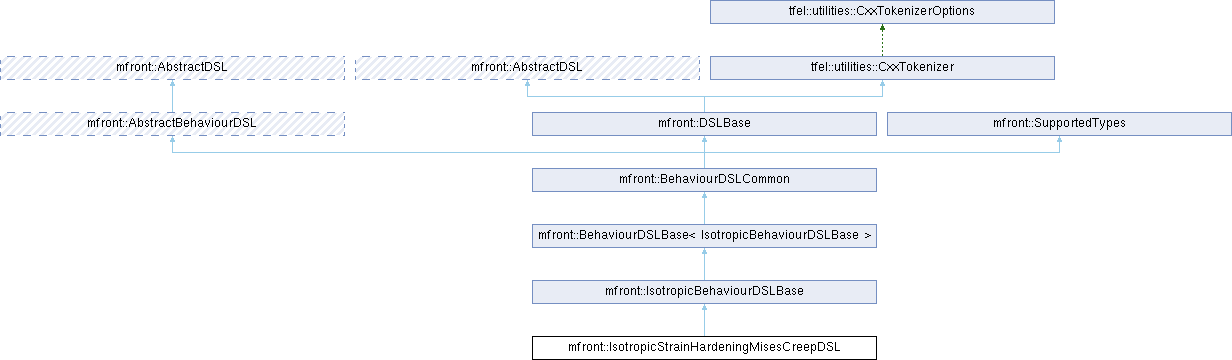 tfel::utilities::CxxTokenizerOptions
mfront::AbstractDSL
mfront::AbstractDSL
tfel::utilities::CxxTokenizer
mfront::AbstractBehaviourDSL
mfront::DSLBase
mfront::SupportedTypes
mfront::BehaviourDSLCommon
mfront::BehaviourDSLBase< IsotropicBehaviourDSLBase >
mfront::IsotropicBehaviourDSLBase
mfront::IsotropicStrainHardeningMisesCreepDSL